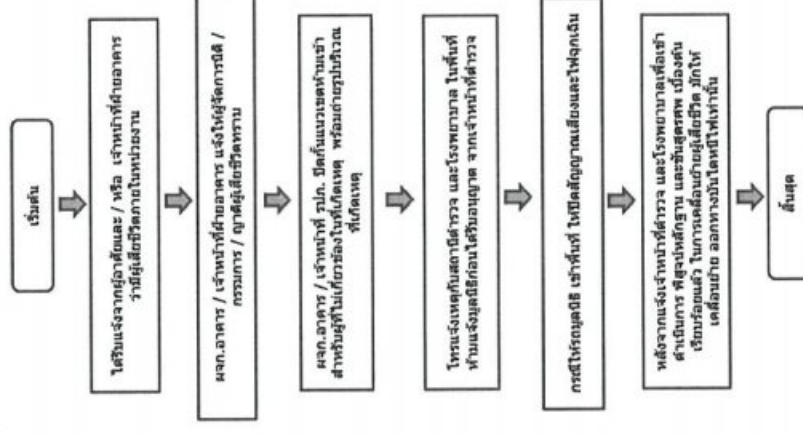 เริ่มต้น
ได้รับแจ้งจากผู้อาศัยและ / หรือ เจ้าหน้าที่ฝ่ายอาคาร
ว่ามีผู้เสียชีวิตภายในหน่วยงาน
ผจก.อาคาร / เจ้าหน้าที่ฝ่ายอาคาร แจ้งให้ผู้จัดการนิติ /
กรรมการ / ญาติผู้เสียชีวิตทราบ
ผจก.อาคาร / เจ้าหน้าที่ รปภ. ปิดกั้นแนวเขตห้ามเข้า
สำหรับผู้ที่ไม่เกี่ยวข้องในที่เกิดเหตุ พร้อมถ่ายรูปบริเวณ
ที่เกิดเหตุ
โทรแจ้งเหตุกับสถานีตำรวจ และโรงพยาบาล ในพื้นที่
ห้ามแจ้งมูลนิธิก่อนได้รับอนุญาต จากเจ้าหน้าที่ตำรวจ
กรณีให้รถมูลนิธิ เข้าพื้นที่ ให้ปิดสัญญาณเสียงและไฟฉุกเฉิน
หลังจากแจ้งเจ้าหน้าที่ตำรวจ และโรงพยาบาลเพื่อเข้า
ดำเนินการ พิสูจน์หลักฐาน และชันสูตรศพ เบื้องต้น
เรียบร้อยแล้ว ในการเคลื่อนย้ายผู้เสียชีวิต มักให้
เคลื่อนย้าย ออกทางบันไดหนีไฟเท่านั้น
สิ้นสุด